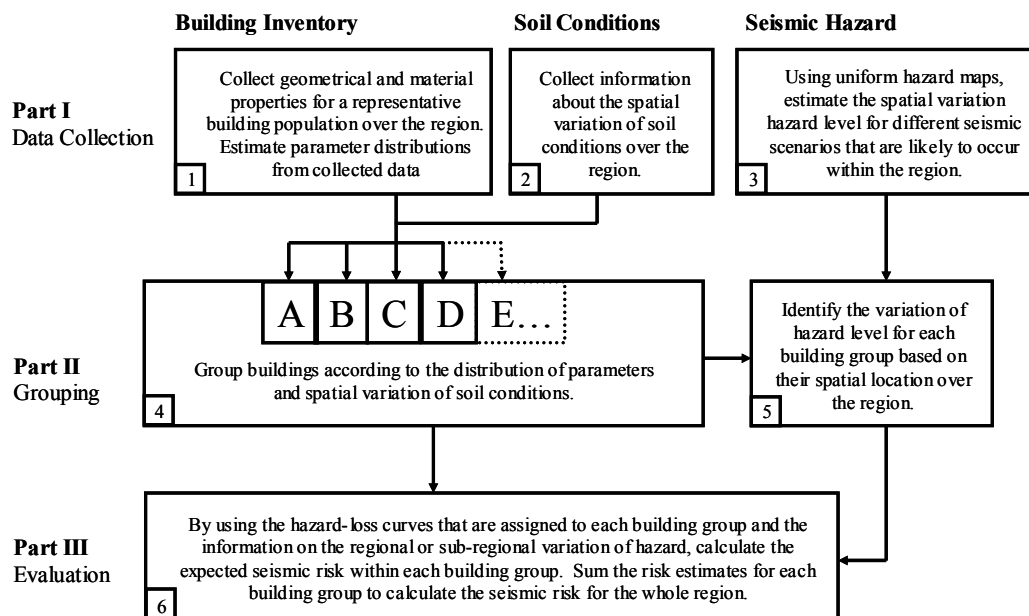 Building Inventory
Soil Conditions
Seismic Hazard
Part I
Data Collection
Collect geometrical and material
properties for a representative
building population over the region.
Estimate parameter distributions
from collected data
1
Collect information
about the spatial
variation of soil
conditions over the
region.
2
Using uniform hazard maps,
estimate the spatial variation
hazard level for different seismic
scenarios that are likely to occur
within the region.
3
Part II
Grouping
A B C D E...
Group buildings according to the distribution of parameters
and spatial variation of soil conditions.
4
Identify the variation of
hazard level for each
building group based on
their spatial location over
the region.
5
Part III
Evaluation
By using the hazard-loss curves that are assigned to each building group and the
information on the regional or sub-regional variation of hazard, calculate the
expected seismic risk within each building group. Sum the risk estimates for each
building group to calculate the seismic risk for the whole region.
6